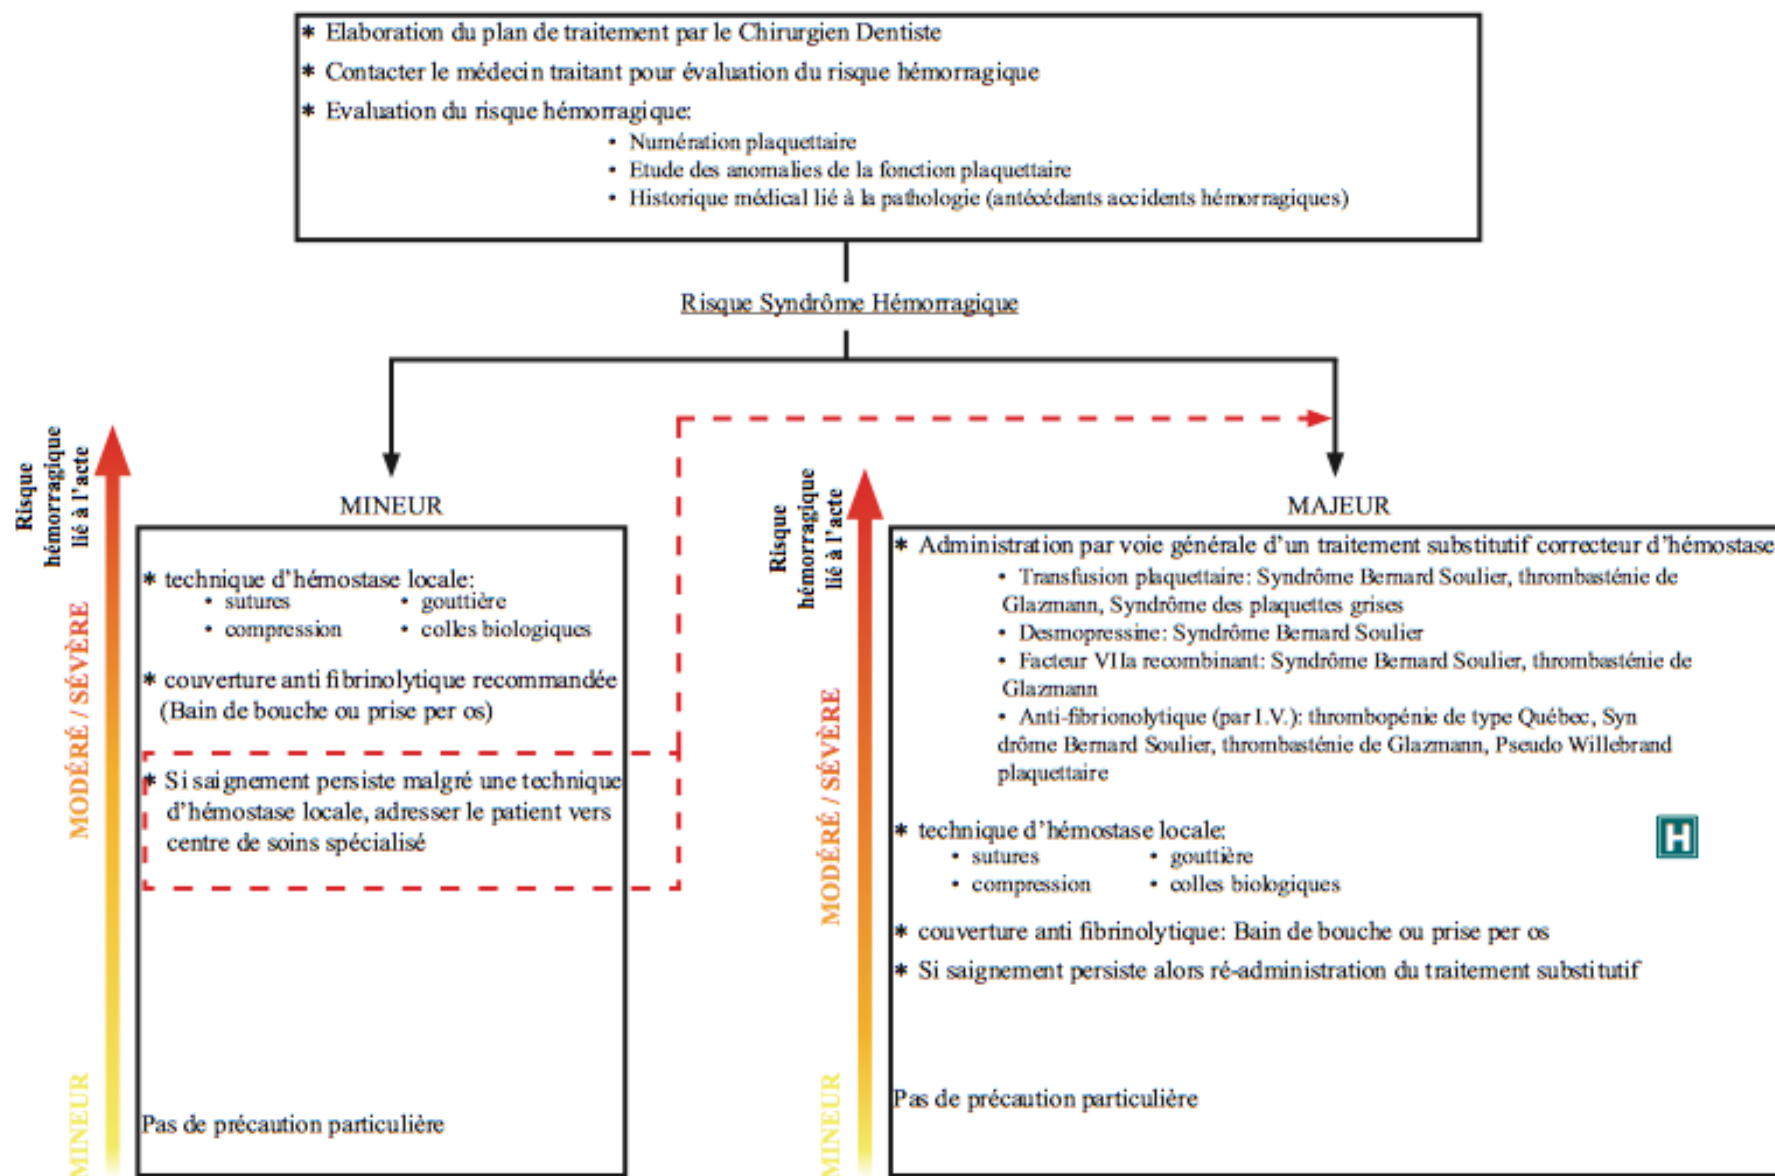 * Elaboration du plan de traitement par le Chirurgien Dentiste
* Contacter le médecin traitant pour évaluation du risque hémorragique
* Evaluation du risque hémorragique:
• Numération plaquettaire
• Etude des anomalies de la fonction plaquettaire
• Historique médical lié à la pathologie (antécédants accidents hémorragiques)
Risque Syndrôme Hémorragique
Risque
hémorragique
lié à l'acte
MODÉRÉ / SÉVÈRE
MINEUR
MINEUR
* technique d'hémostase locale:
• sutures • gouttière
• compression • colles biologiques
* couverture anti fibrinolytique recommandée
(Bain de bouche ou prise per os)
* Si saignement persiste malgré une technique
d'hémostase locale, adresser le patient vers
centre de soins spécialisé
Pas de précaution particulière
Risque
hémorragique
lié à l'acte
MODÉRÉ / SÉVÈRE
MINEUR
MAJEUR
* Administration par voie générale d'un traitement substitutif correcteur d'hémostase
• Transfusion plaquettaire: Syndrôme Bernard Soulier, thrombasténie de
Glazmann, Syndrôme des plaquettes grises
• Desmopressine: Syndrôme Bernard Soulier
• Facteur VIIa recombinant: Syndrôme Bernard Soulier, thrombasténie de
Glazmann
• Anti-fibrionolytique (par I.V.): thrombopénie de type Québec, Syn
drôme Bernard Soulier, thrombasténie de Glazmann, Pseudo Willebrand
plaquettaire
* technique d'hémostase locale:
• sutures • gouttière
• compression • colles biologiques
H
* couverture anti fibrinolytique: Bain de bouche ou prise per os
* Si saignement persiste alors ré-administration du traitement substitutif
Pas de précaution particulière